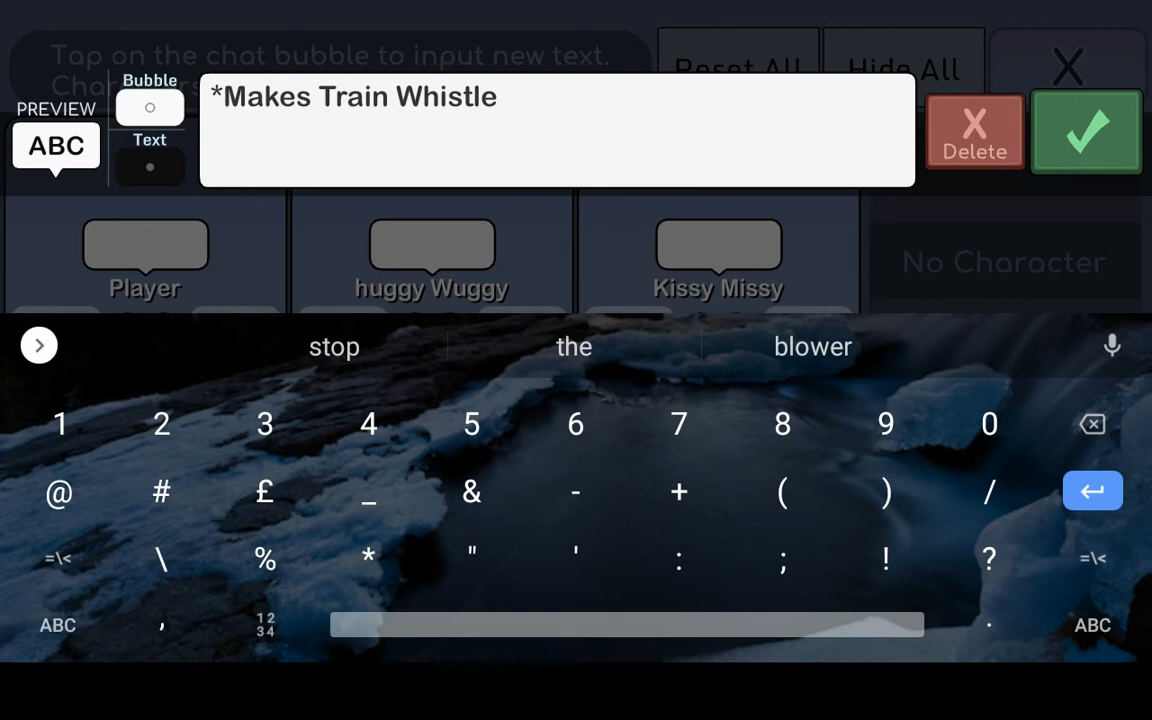 Tap on the chat bubble to input new text.
Reset All
Hide All
X
PREVIEW
ABC
Bubble
Text
*Makes Train Whistle
X
Delete
Player
huggy Wuggy
Kissy Missy
No Character
stop the blower
1 2 3 4 5 6 7 8 9 0
@ # £ _ & - + ( ) /
=\< \ % * " ' : ; ! ? =\<
ABC , 12 34 . ABC